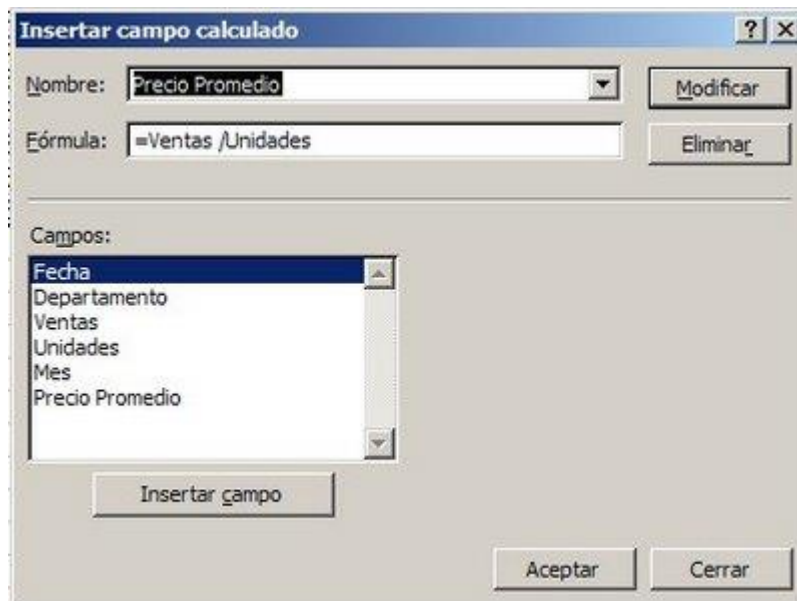 Insertar campo calculado
Nombre: Precio Promedio Modificar
Fórmula: =Ventas /Unidades Eliminar
Campos:
Fecha
Departamento
Ventas
Unidades
Mes
Precio Promedio
Insertar campo
Aceptar Cerrar